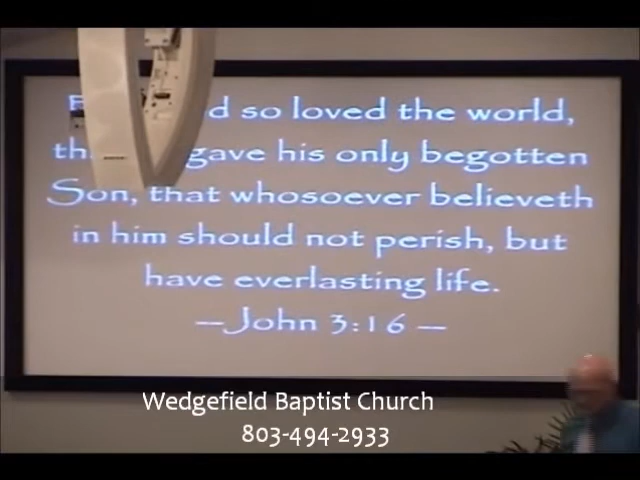 d so loved the world,
gave his only begotten
Son, that whosoever believeth
in him should not perish, but
have everlasting life.
—John 3:16 —
Wedgefield Baptist Church
803-494-2933